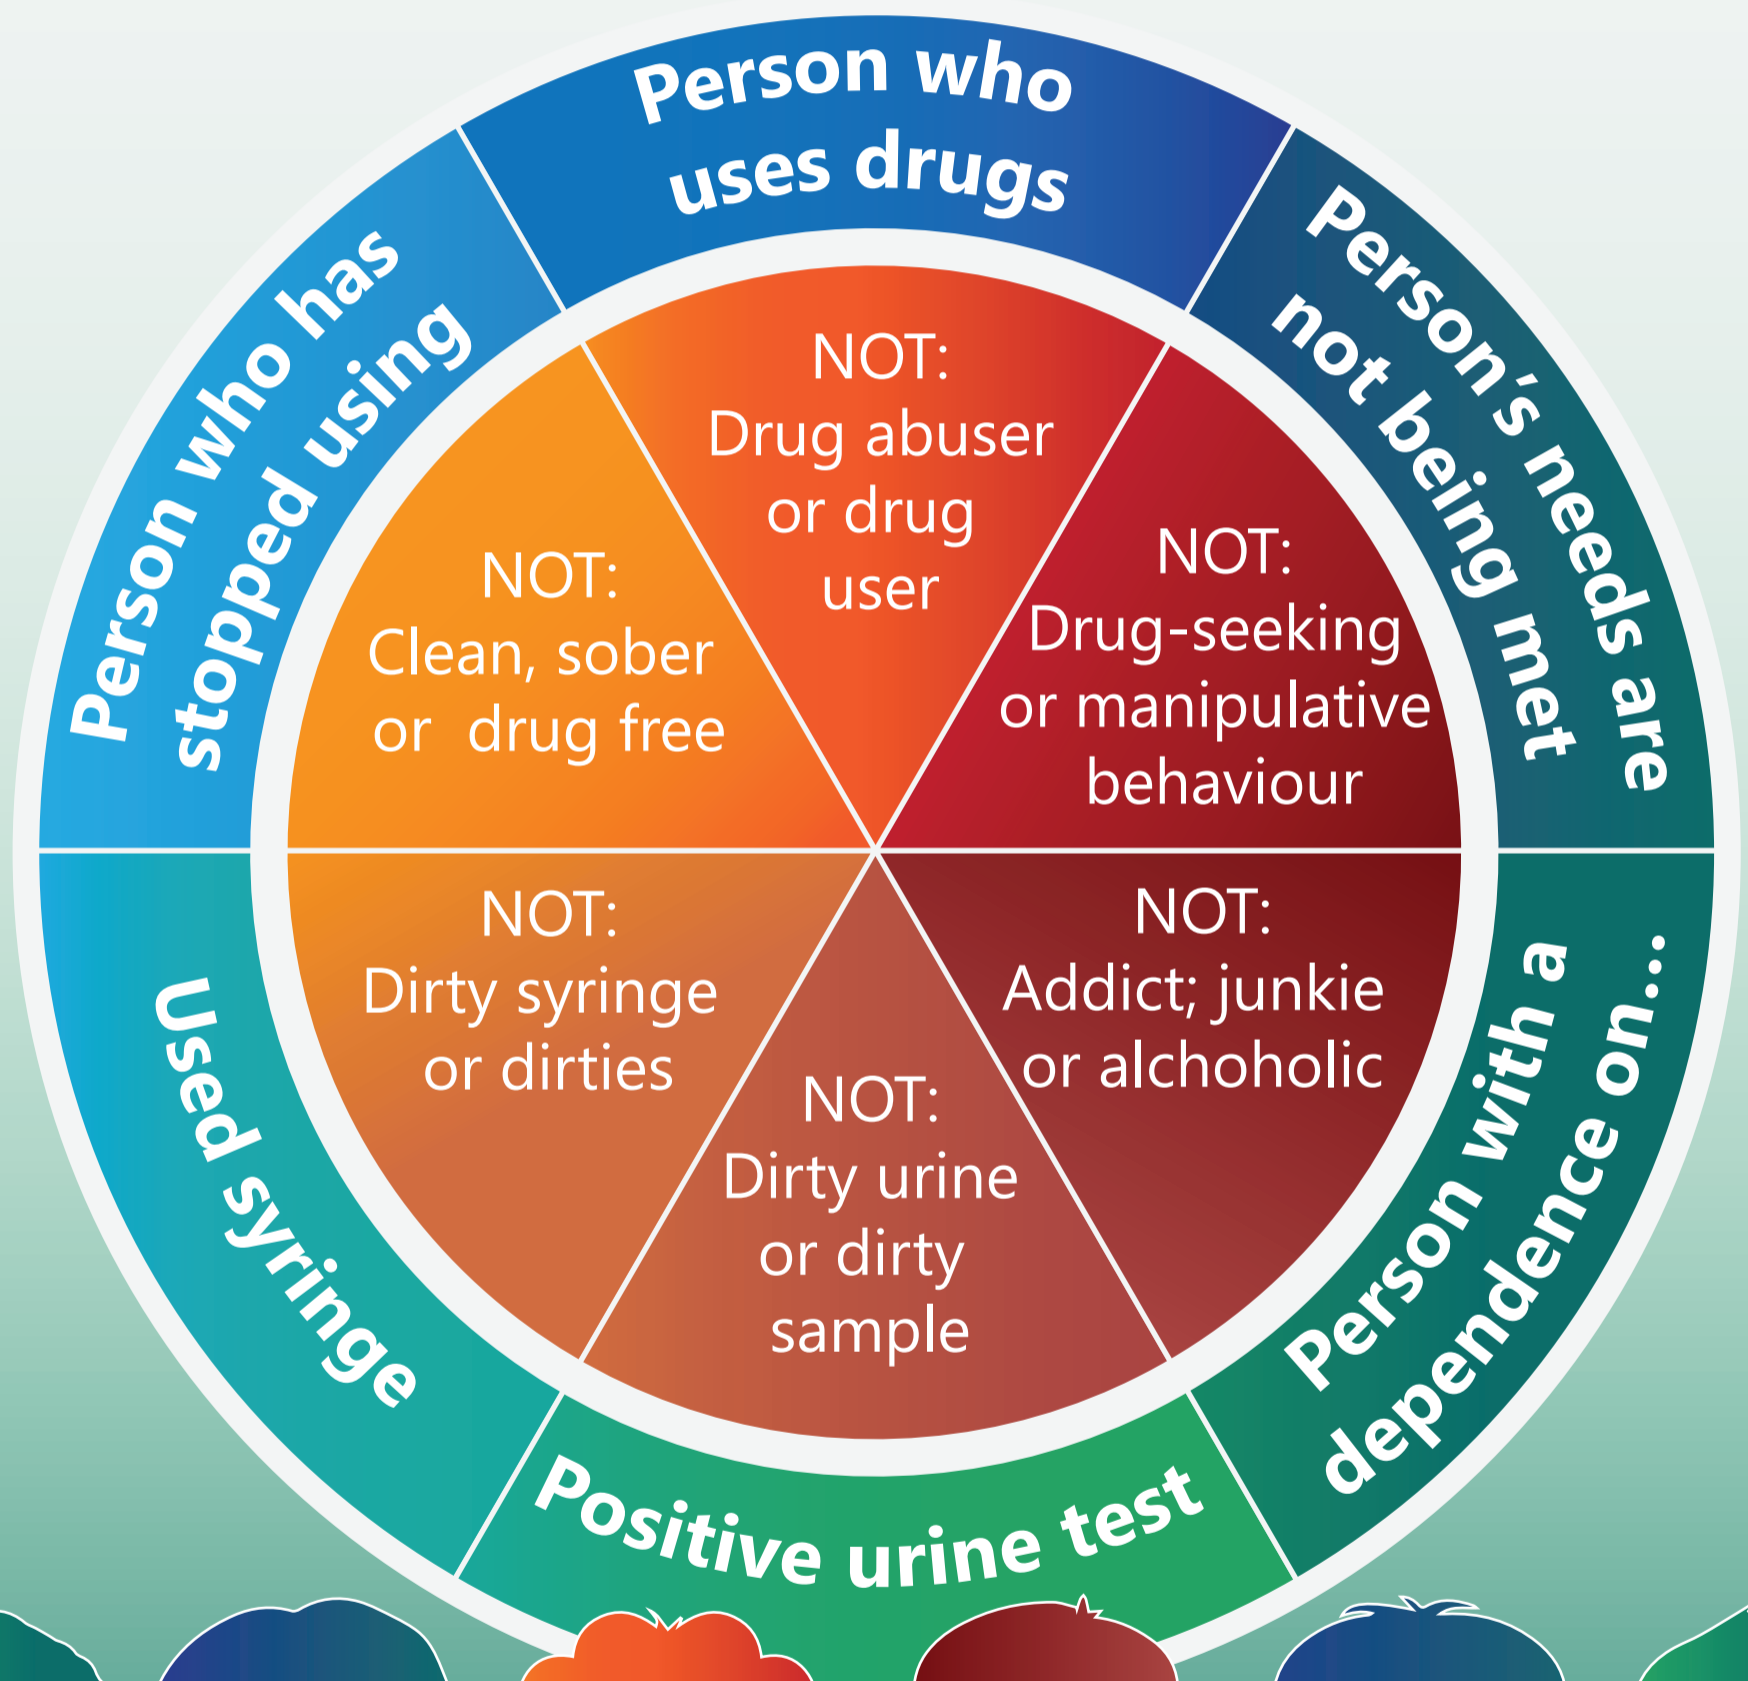 Person who
uses drugs
NOT:
Drug abuser
or drug
user
Person's needs are
not being met
NOT:
Drug-seeking
or manipulative
behaviour
Person with a
dependence on...
NOT:
Addict; junkie
or alchoholic
Positive urine test
NOT:
Dirty urine
or dirty
sample
Used syringe
NOT:
Dirty syringe
or dirties
Person who has
stopped using
NOT:
Clean, sober
or drug free